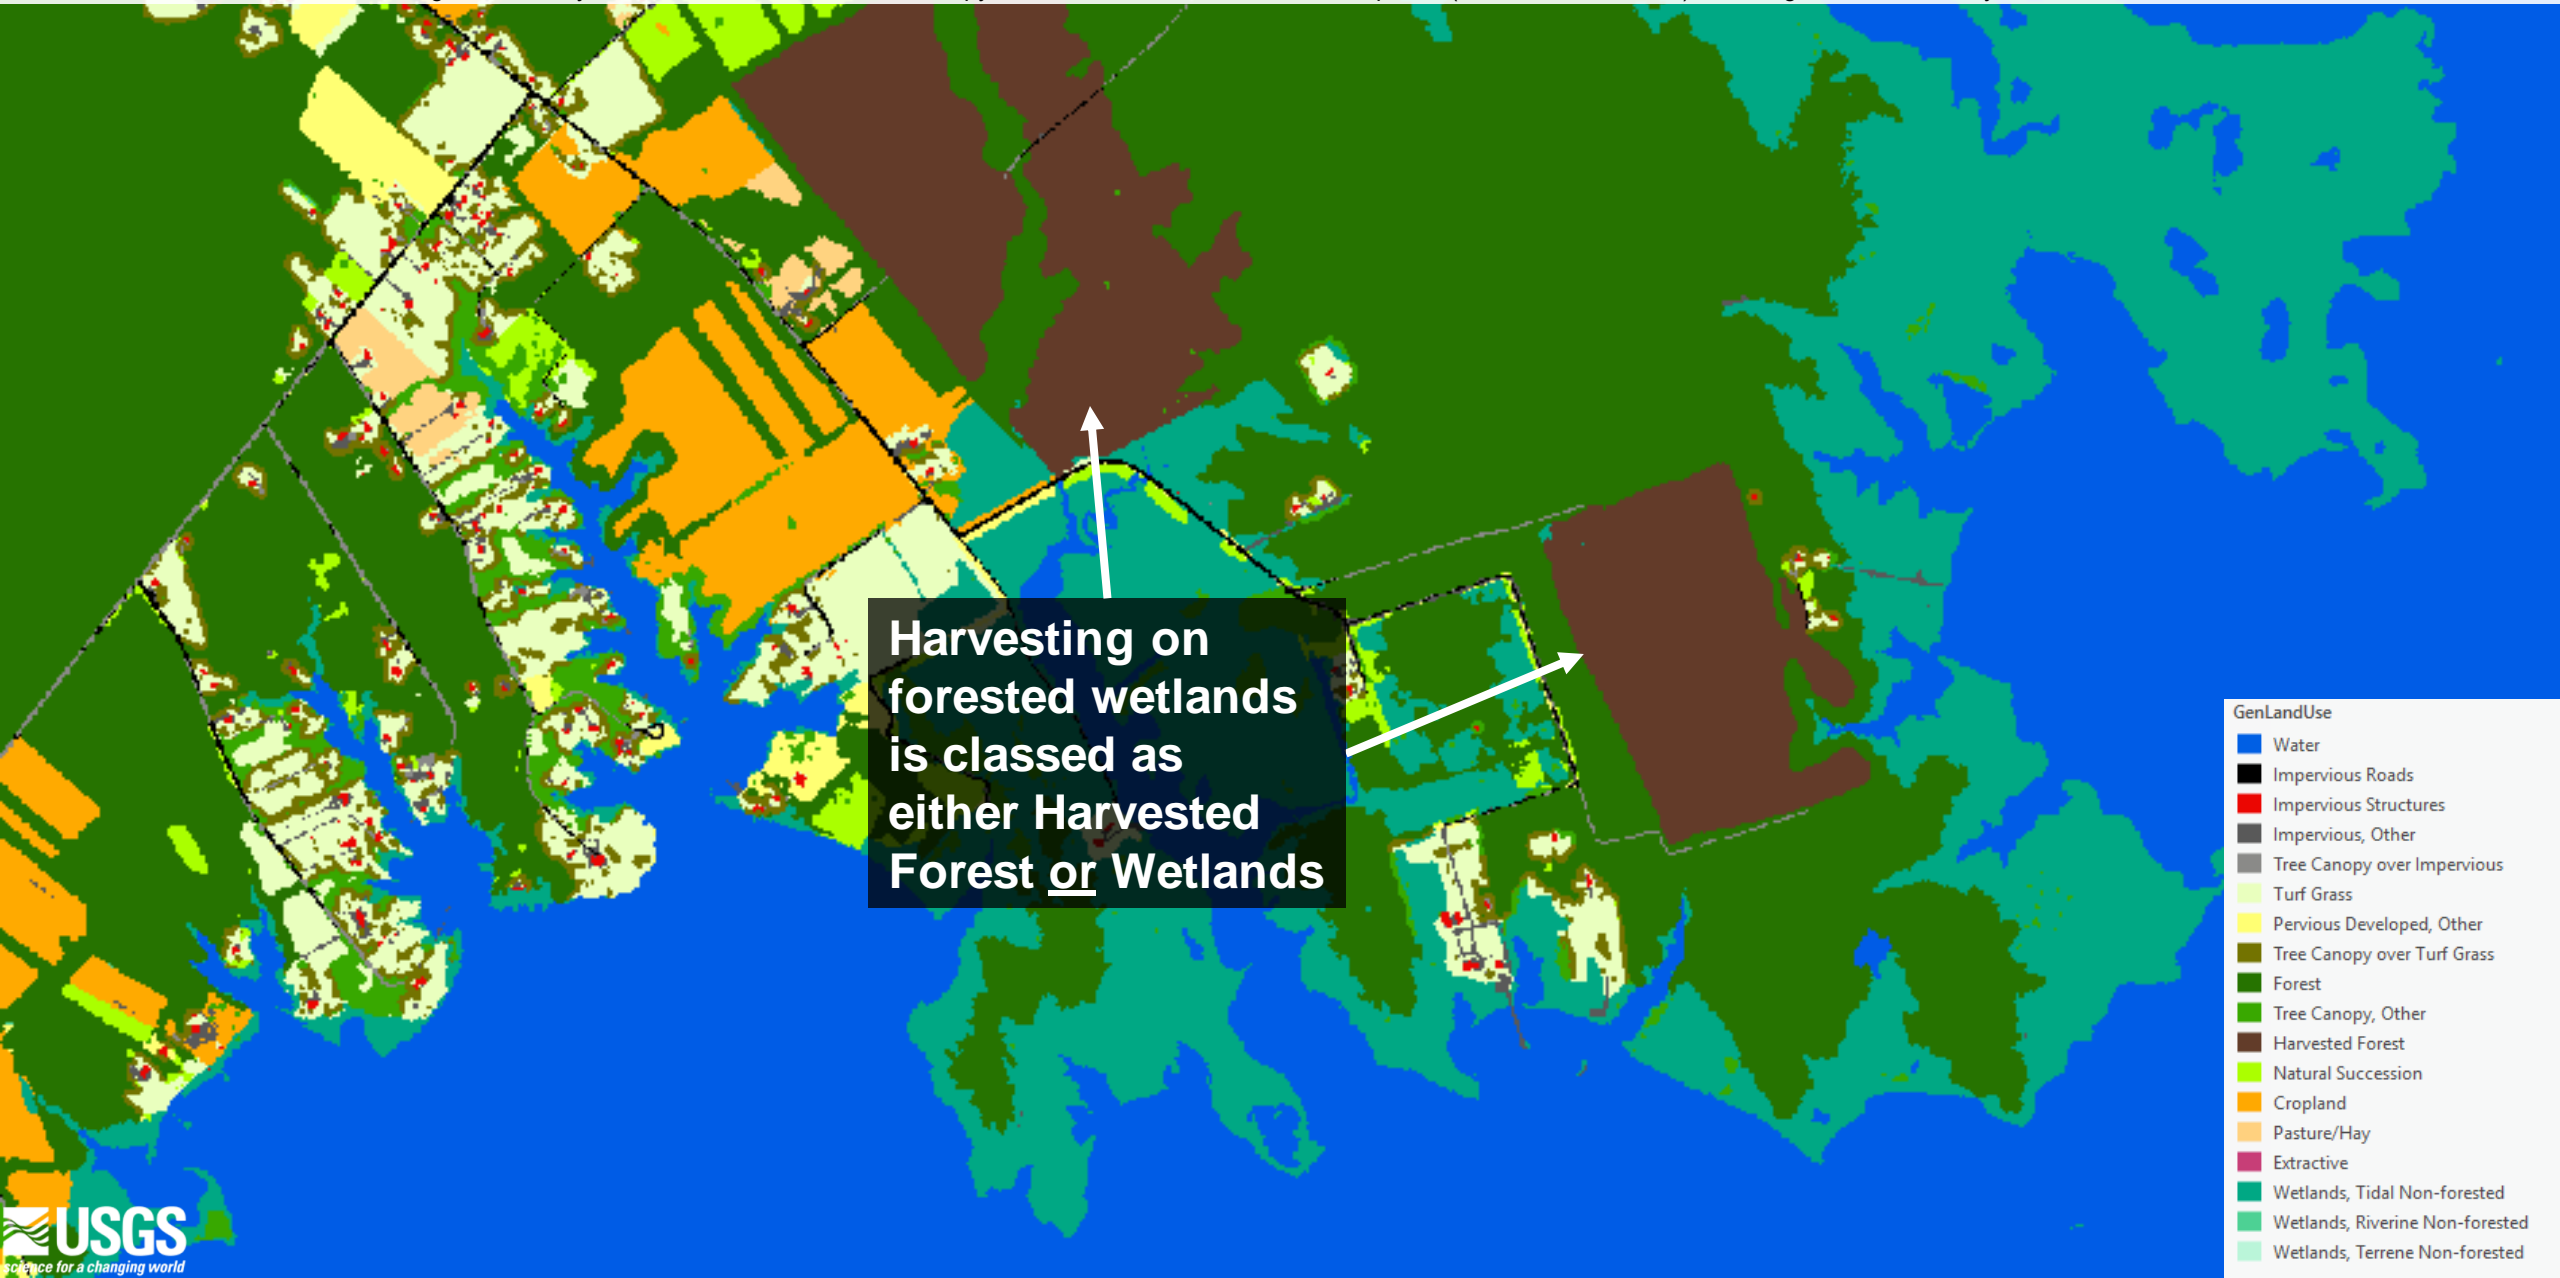 Harvesting on
forested wetlands
is classed as
either Harvested
Forest or Wetlands
GenLandUse
Water
Impervious Roads
Impervious Structures
Impervious, Other
Tree Canopy over Impervious
Turf Grass
Pervious Developed, Other
Tree Canopy over Turf Grass
Forest
Tree Canopy, Other
Harvested Forest
Natural Succession
Cropland
Pasture/Hay
Extractive
Wetlands, Tidal Non-forested
Wetlands, Riverine Non-forested
Wetlands, Terrene Non-forested
USGS
science for a changing world